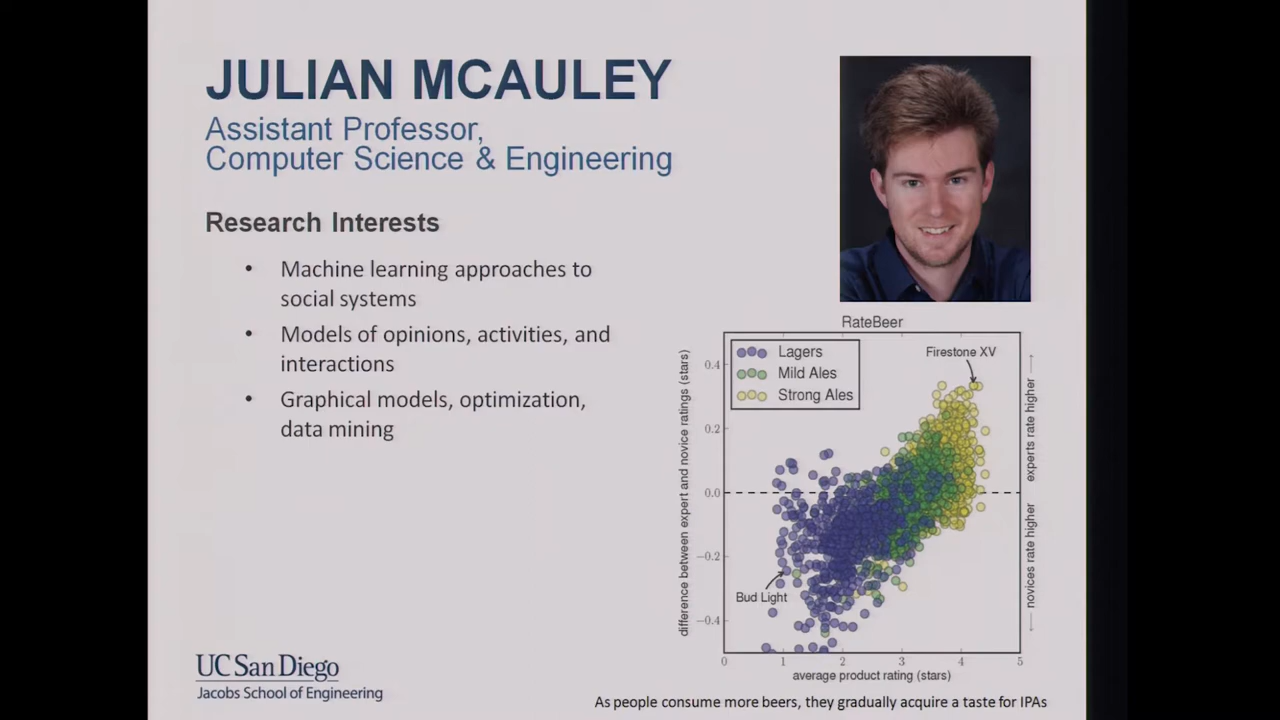 JULIAN MCAULEY
Assistant Professor,
Computer Science & Engineering
Research Interests
• Machine learning approaches to
social systems
• Models of opinions, activities, and
interactions
• Graphical models, optimization,
data mining
RateBeer
Lagers
Mild Ales
Strong Ales
Firestone XV
Bud Light
difference between expert and novice ratings (stars)
0.4
0.2
0.0
−0.2
−0.4
0 1 2 3 4 5
average product rating (stars)
experts rate higher →
← novices rate higher
UC San Diego
Jacobs School of Engineering
As people consume more beers, they gradually acquire a taste for IPAs